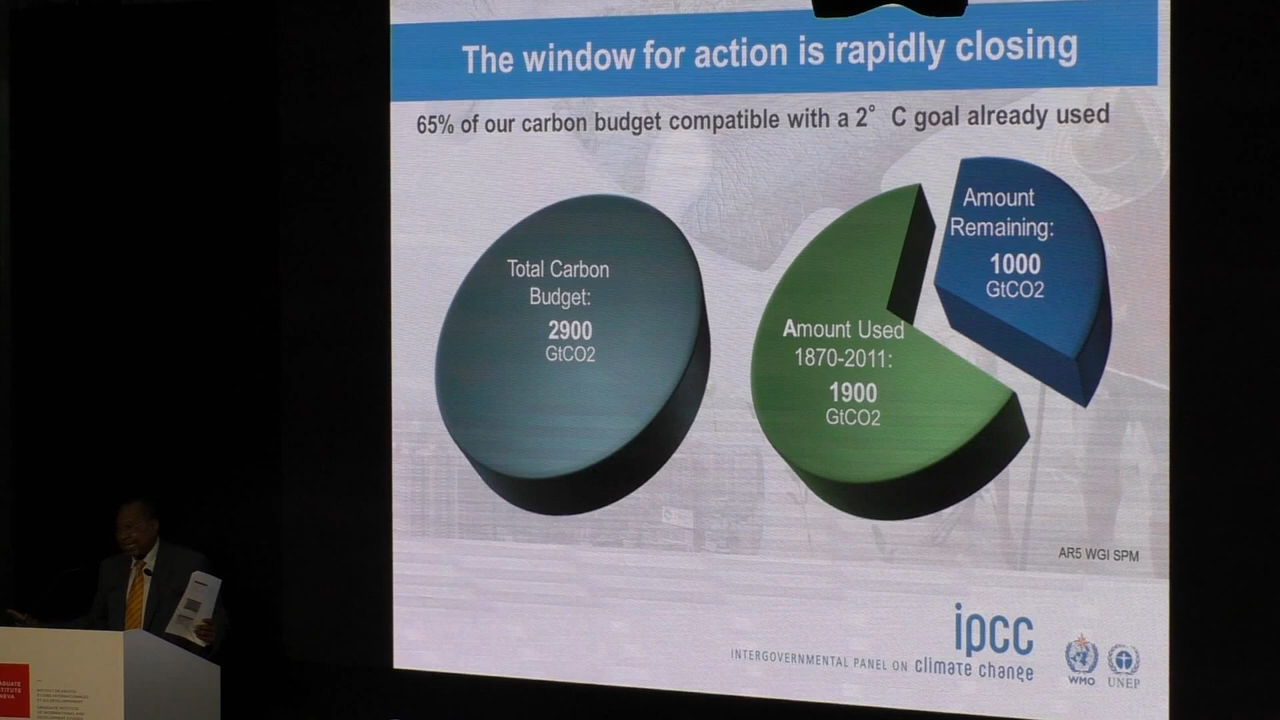 The window for action is rapidly closing
65% of our carbon budget compatible with a 2° C goal already used
Total Carbon
Budget:
2900
GtCO2
Amount Used
1870-2011:
1900
GtCO2
Amount
Remaining:
1000
GtCO2
AR5 WGI SPM
ipcc
INTERGOVERNMENTAL PANEL ON climate change
WMO
UNEP